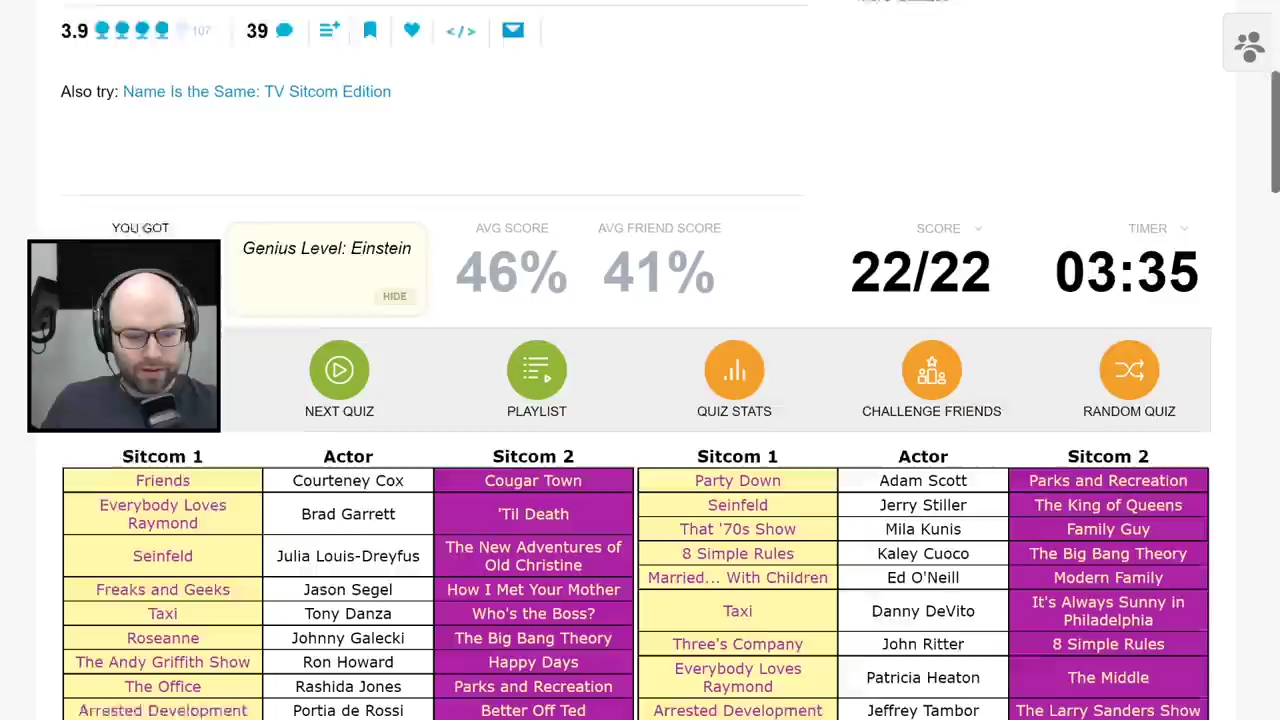 3.9 107 39 </>
Also try: Name Is the Same: TV Sitcom Edition
YOU GOT
Genius Level: Einstein
HIDE
AVG SCORE
46%
AVG FRIEND SCORE
41%
SCORE
22/22
TIMER
03:35
NEXT QUIZ
PLAYLIST
QUIZ STATS
CHALLENGE FRIENDS
RANDOM QUIZ
Sitcom 1 Actor Sitcom 2
Friends Courteney Cox Cougar Town
Everybody Loves
Raymond
Brad Garrett
'Til Death
Seinfeld
Julia Louis-Dreyfus
The New Adventures of
Old Christine
Freaks and Geeks Jason Segel How I Met Your Mother
Taxi Tony Danza Who's the Boss?
Roseanne Johnny Galecki The Big Bang Theory
The Andy Griffith Show Ron Howard Happy Days
The Office Rashida Jones Parks and Recreation
Arrested Development Portia de Rossi Better Off Ted
Sitcom 1 Actor Sitcom 2
Party Down Adam Scott Parks and Recreation
Seinfeld Jerry Stiller The King of Queens
That '70s Show Mila Kunis Family Guy
8 Simple Rules Kaley Cuoco The Big Bang Theory
Married... With Children Ed O'Neill Modern Family
Taxi
Danny DeVito
It's Always Sunny in
Philadelphia
Three's Company John Ritter 8 Simple Rules
Everybody Loves
Raymond
Patricia Heaton
The Middle
Arrested Development Jeffrey Tambor The Larry Sanders Show